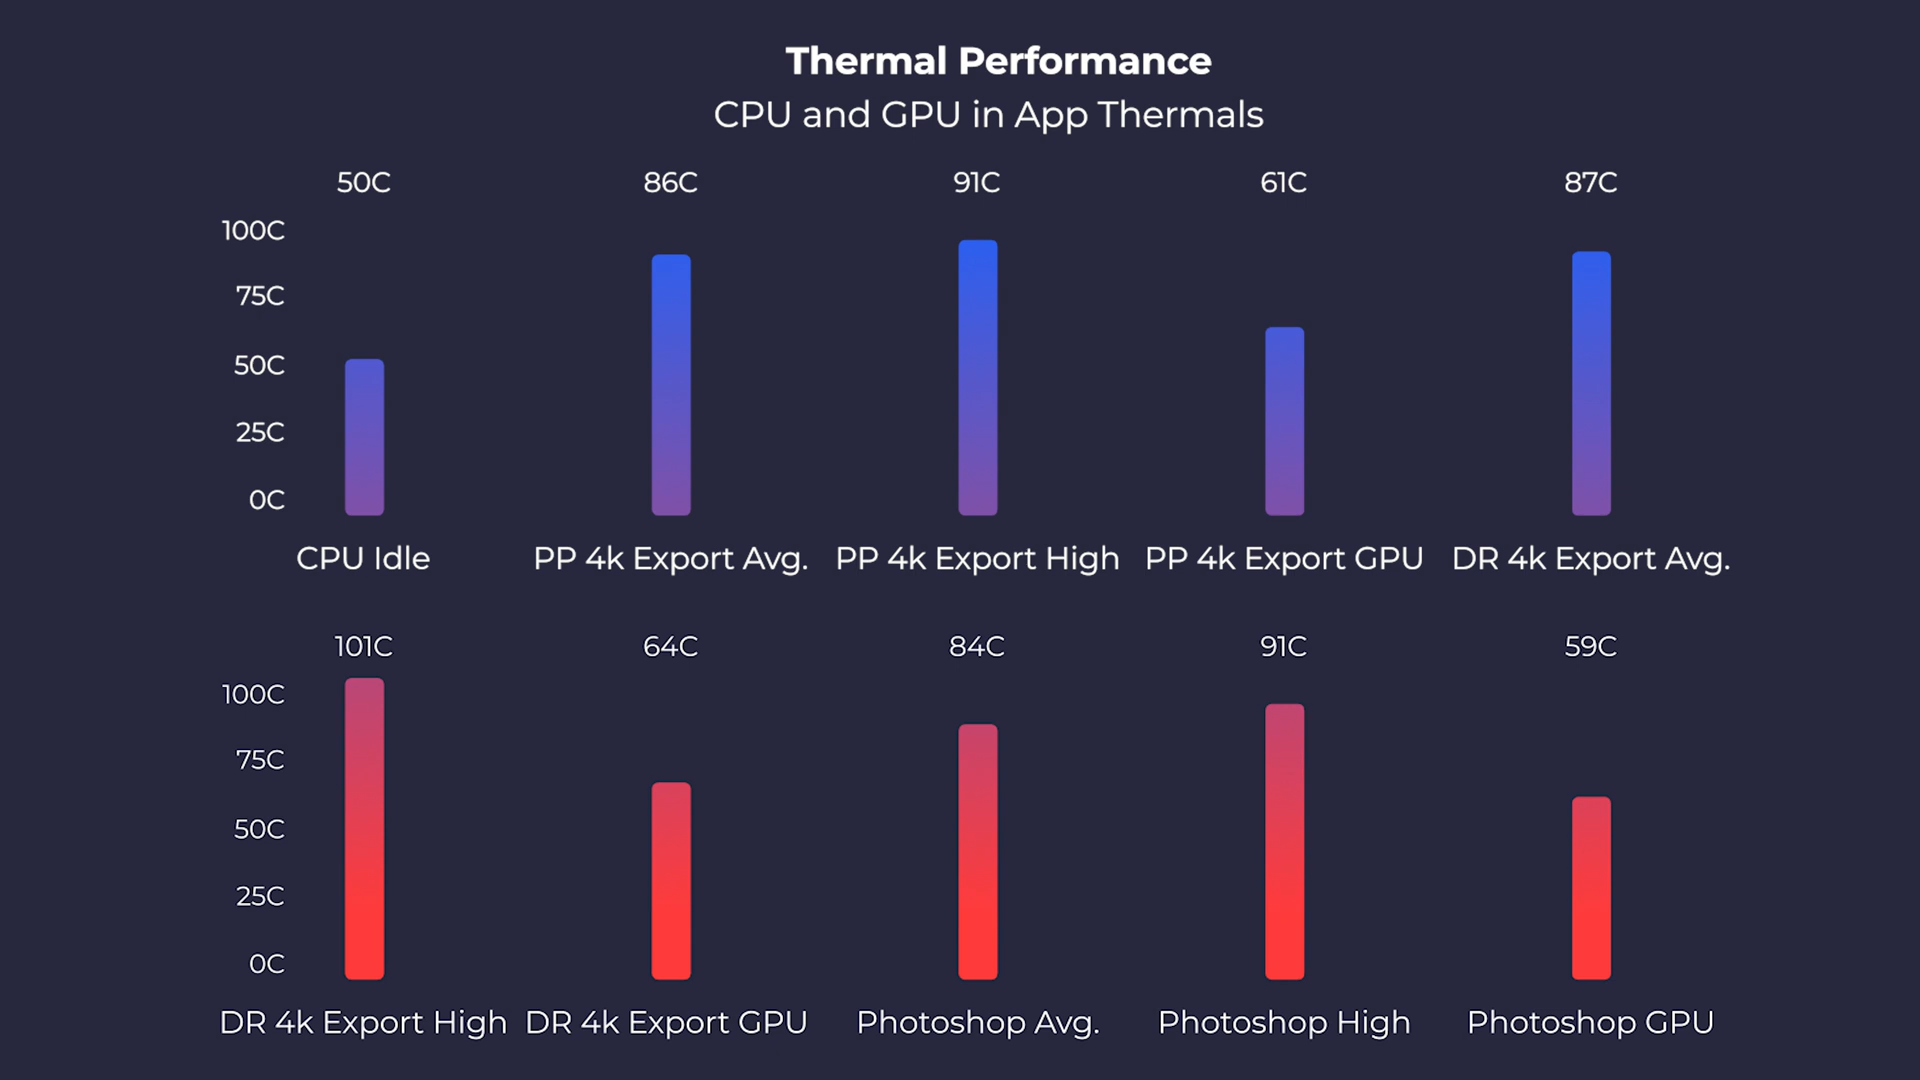 Thermal Performance
CPU and GPU in App Thermals
50C 86C 91C 61C 87C
100C
75C
50C
25C
0C
CPU Idle PP 4k Export Avg. PP 4k Export High PP 4k Export GPU DR 4k Export Avg.
101C 64C 84C 91C 59C
100C
75C
50C
25C
0C
DR 4k Export High DR 4k Export GPU Photoshop Avg. Photoshop High Photoshop GPU